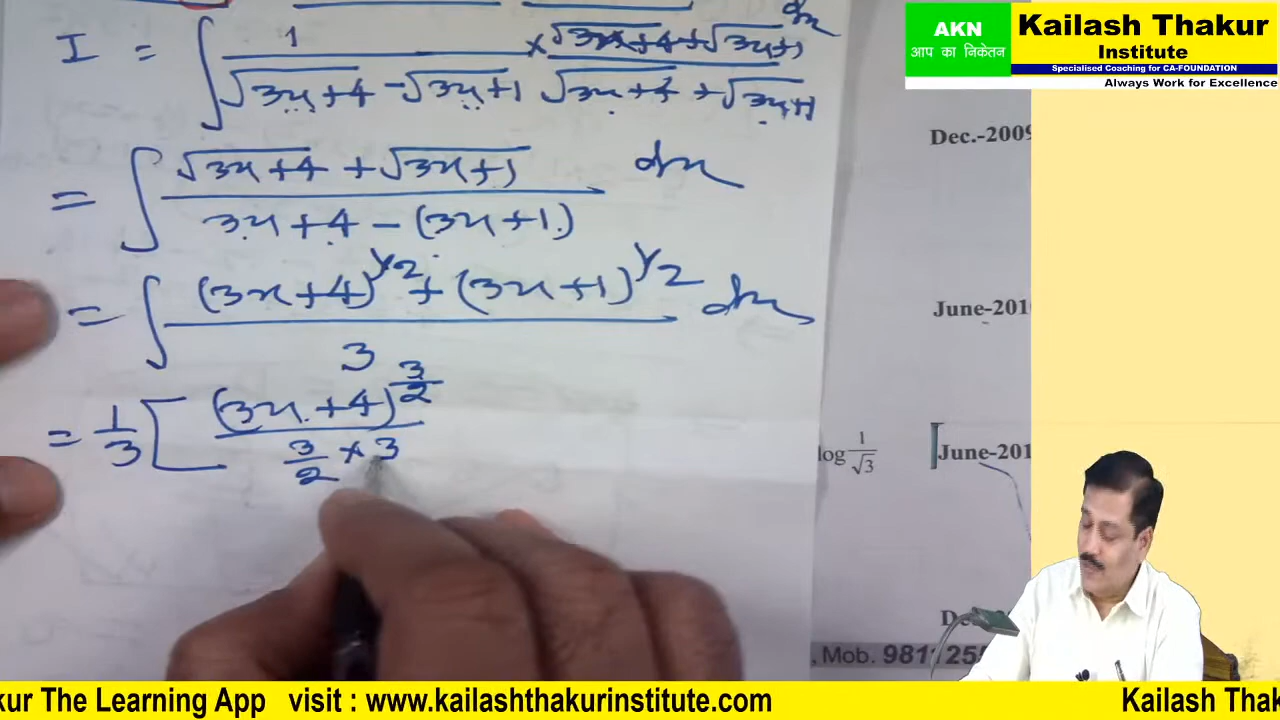 I = ∫ 1 / (√3x+4 - √3x+1) × (√3x+4 + √3x+1) / (√3x+4 + √3x+1) dx
= ∫ (√3x+4 + √3x+1) / (3x+4 - (3x+1)) dx
= ∫ ((3x+4)^1/2 + (3x+1)^1/2) / 3 dx
= 1/3 [ (3x+4)^3/2 / (3/2 × 3)
AKN
आप का निकेतन
Kailash Thakur
Institute
Specialised Coaching for CA-FOUNDATION
Always Work for Excellence
Dec.-2009
June-201
log 1/√3
June-201
, Mob. 981125
kur The Learning App visit : www.kailashthakurinstitute.com
Kailash Thak